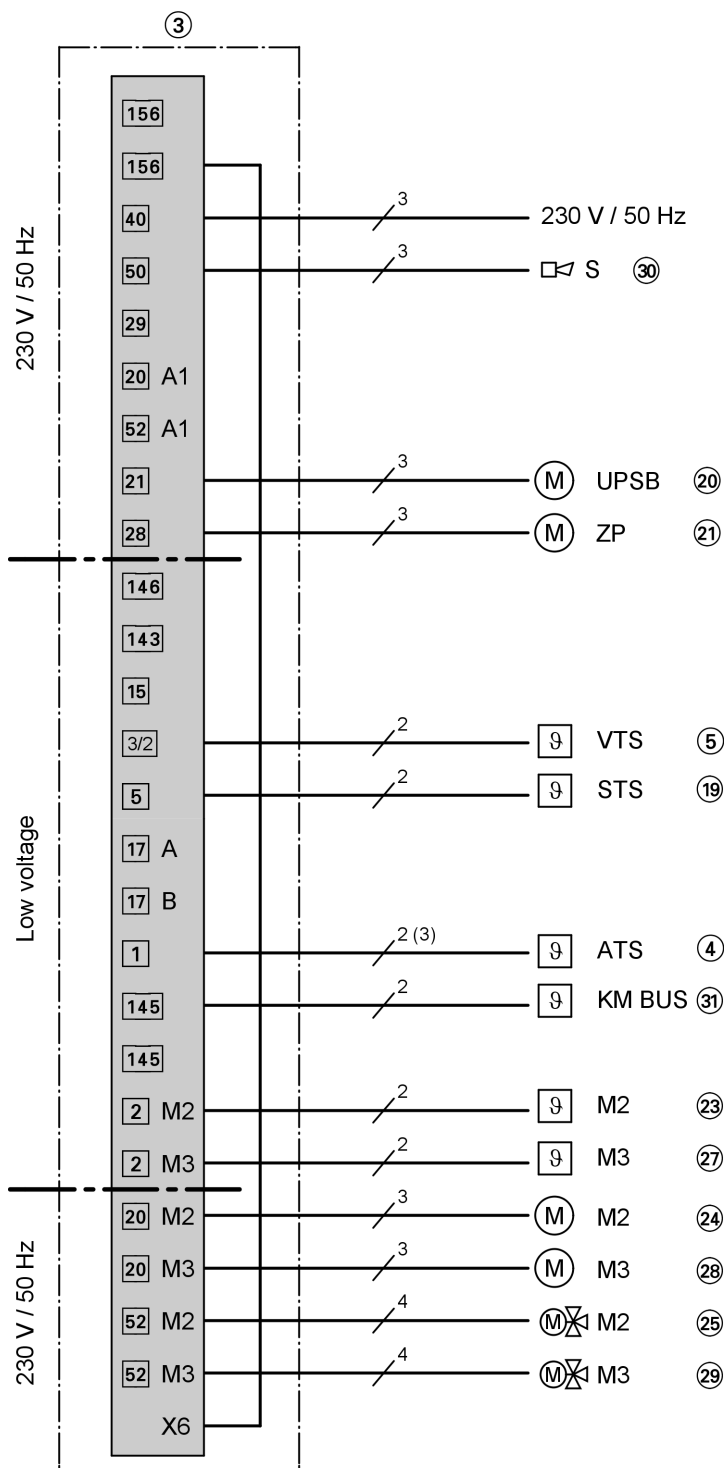 3
156
156
40 3 230 V / 50 Hz
50 3 S 30
29
20 A1
52 A1
21 3 M UPSB 20
28 3 M ZP 21
230 V / 50 Hz
146
143
15
3/2 2 ϑ VTS 5
5 2 ϑ STS 19
17 A
17 B
1 2 (3) ϑ ATS 4
145 2 ϑ KM BUS 31
145
2 M2 2 ϑ M2 23
2 M3 2 ϑ M3 27
Low voltage
20 M2 3 M M2 24
20 M3 3 M M3 28
52 M2 4 M M2 25
52 M3 4 M M3 29
X6
230 V / 50 Hz